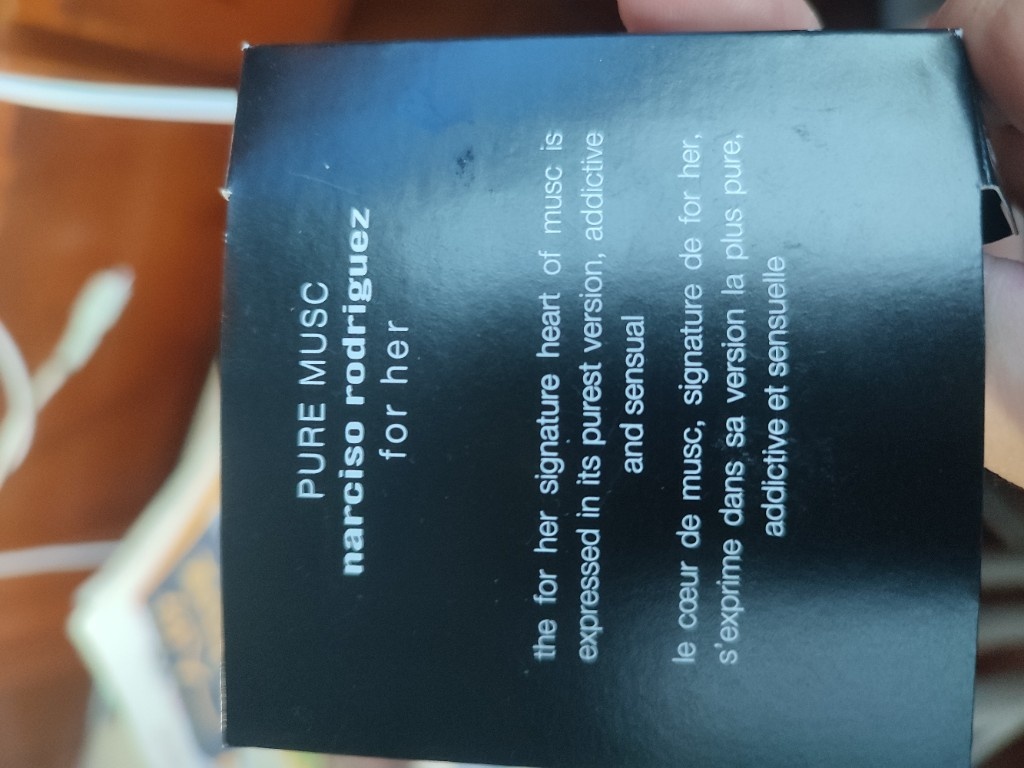 PURE MUSC
narciso rodriguez
for her
the for her signature heart of musc is
expressed in its purest version, addictive
and sensual
le cœur de musc, signature de for her,
s'exprime dans sa version la plus pure,
addictive et sensuelle